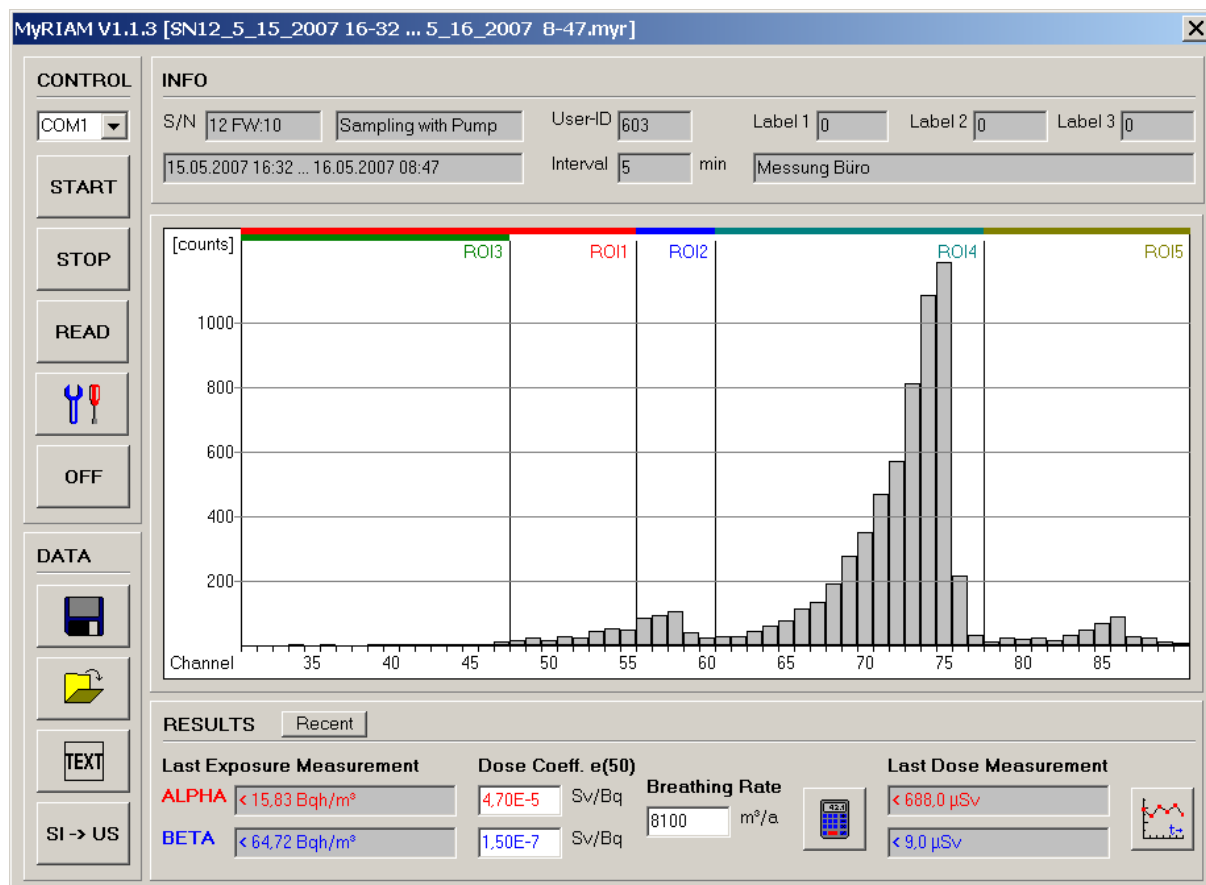 MyRIAM V1.1.3 [SN12_5_15_2007 16-32 ... 5_16_2007 8-47.myr]
CONTROL
COM1
START
STOP
READ
OFF
DATA
TEXT
SI -> US
INFO
S/N 12 FW:10 Sampling with Pump User-ID 603 Label 1 0 Label 2 0 Label 3 0
15.05.2007 16:32 ... 16.05.2007 08:47 Interval 5 min Messung Büro
[counts] ROI3 ROI1 ROI2 ROI4 ROI5
1000
800
600
400
200
Channel 35 40 45 50 55 60 65 70 75 80 85
RESULTS Recent
Last Exposure Measurement Dose Coeff. e(50) Breathing Rate Last Dose Measurement
ALPHA < 15,83 Bqh/m³ 4,70E-5 Sv/Bq 8100 m³/a < 688,0 µSv
BETA < 64,72 Bqh/m³ 1,50E-7 Sv/Bq < 9,0 µSv
t→